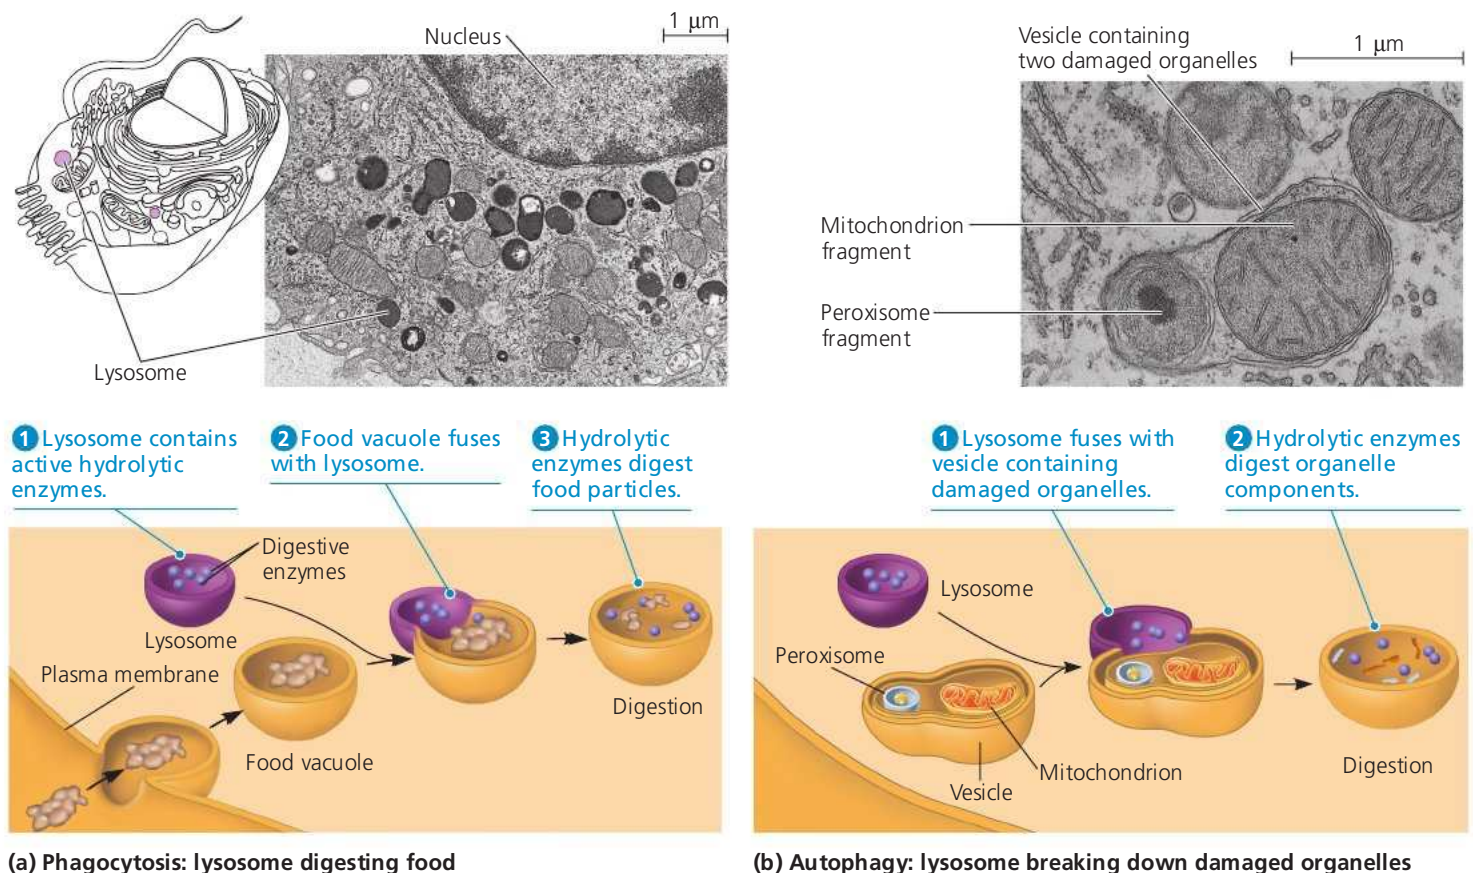 Nucleus
1 μm
Lysosome
1 Lysosome contains
active hydrolytic
enzymes.
2 Food vacuole fuses
with lysosome.
3 Hydrolytic
enzymes digest
food particles.
Digestive
enzymes
Lysosome
Plasma membrane
Food vacuole
Digestion
(a) Phagocytosis: lysosome digesting food
Vesicle containing
two damaged organelles
1 μm
Mitochondrion
fragment
Peroxisome
fragment
1 Lysosome fuses with
vesicle containing
damaged organelles.
2 Hydrolytic enzymes
digest organelle
components.
Lysosome
Peroxisome
Mitochondrion
Vesicle
Digestion
(b) Autophagy: lysosome breaking down damaged organelles